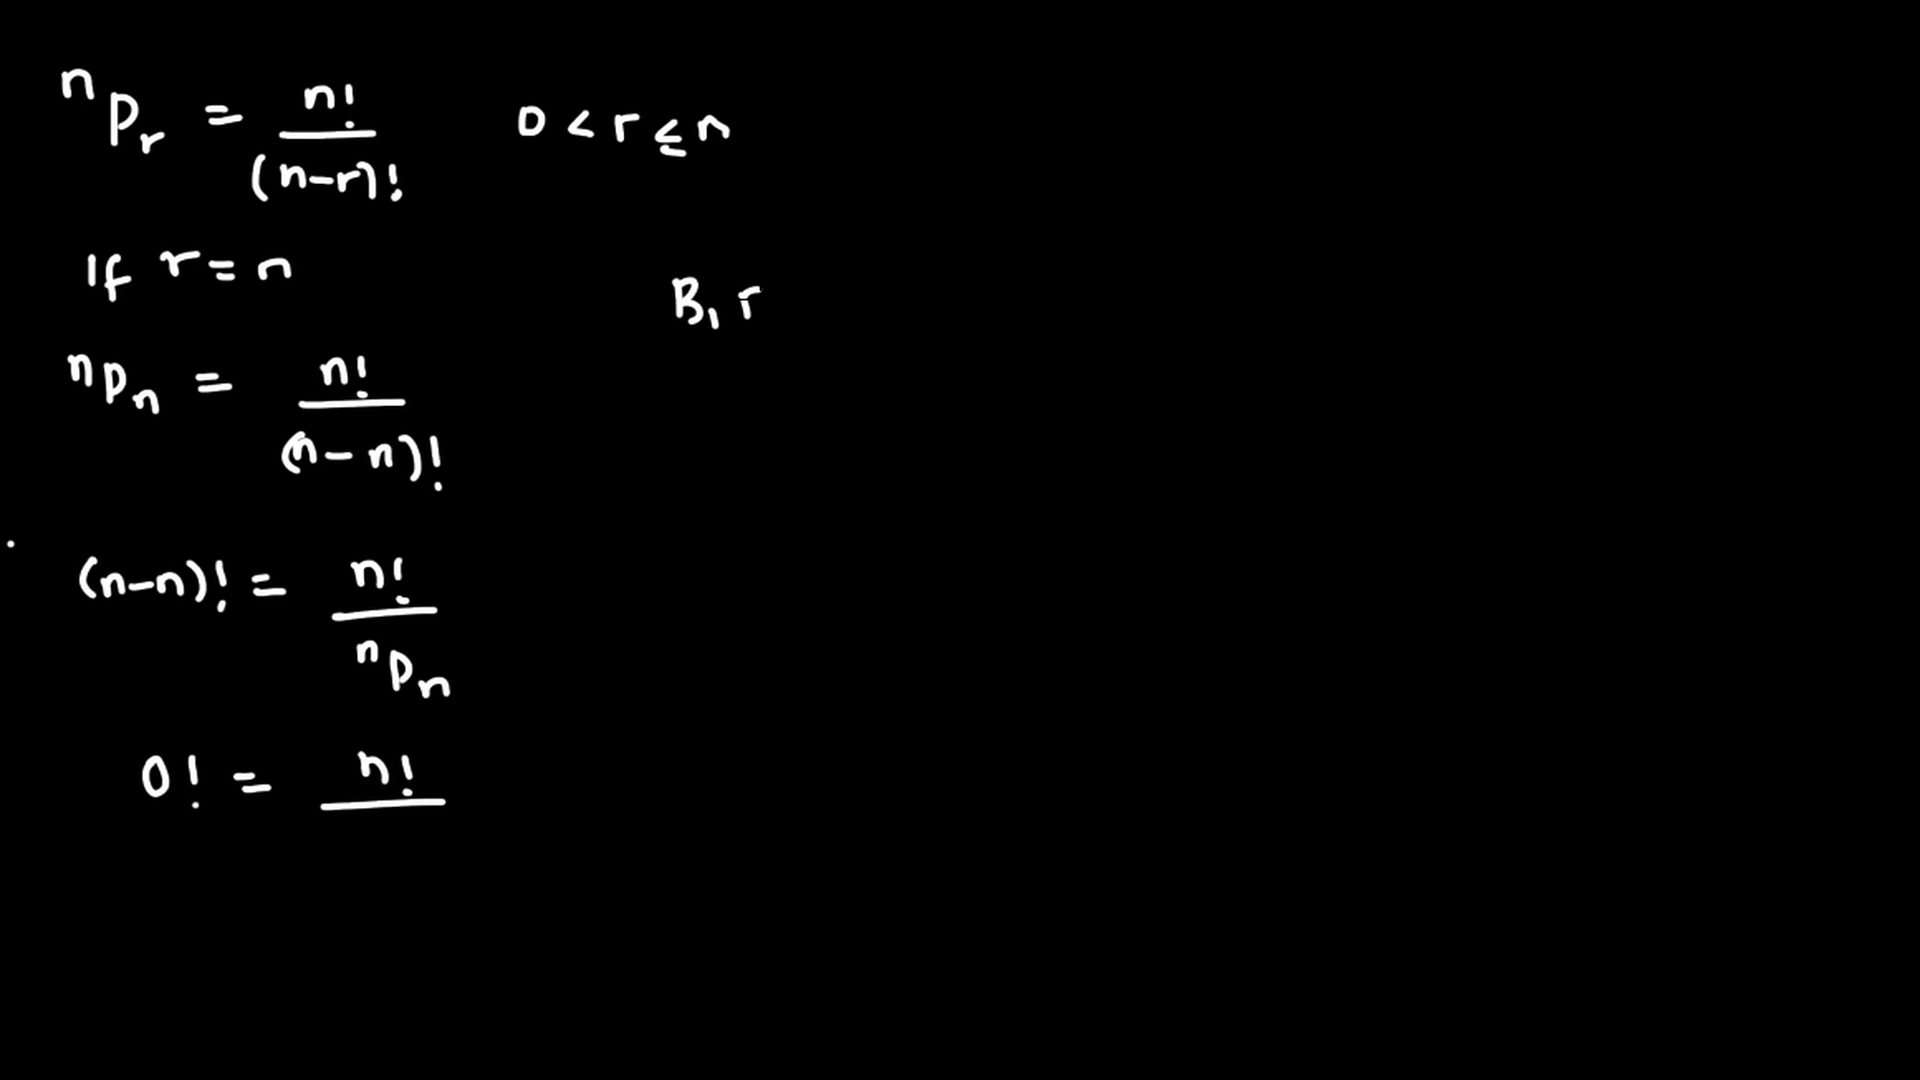 ⁿPᵣ = n!/(n-r)!   0 < r ≤ n
If r = n
B, r
ⁿPₙ = n!/(n-n)!
(n-n)! = n!/ⁿPₙ
0! = n!/